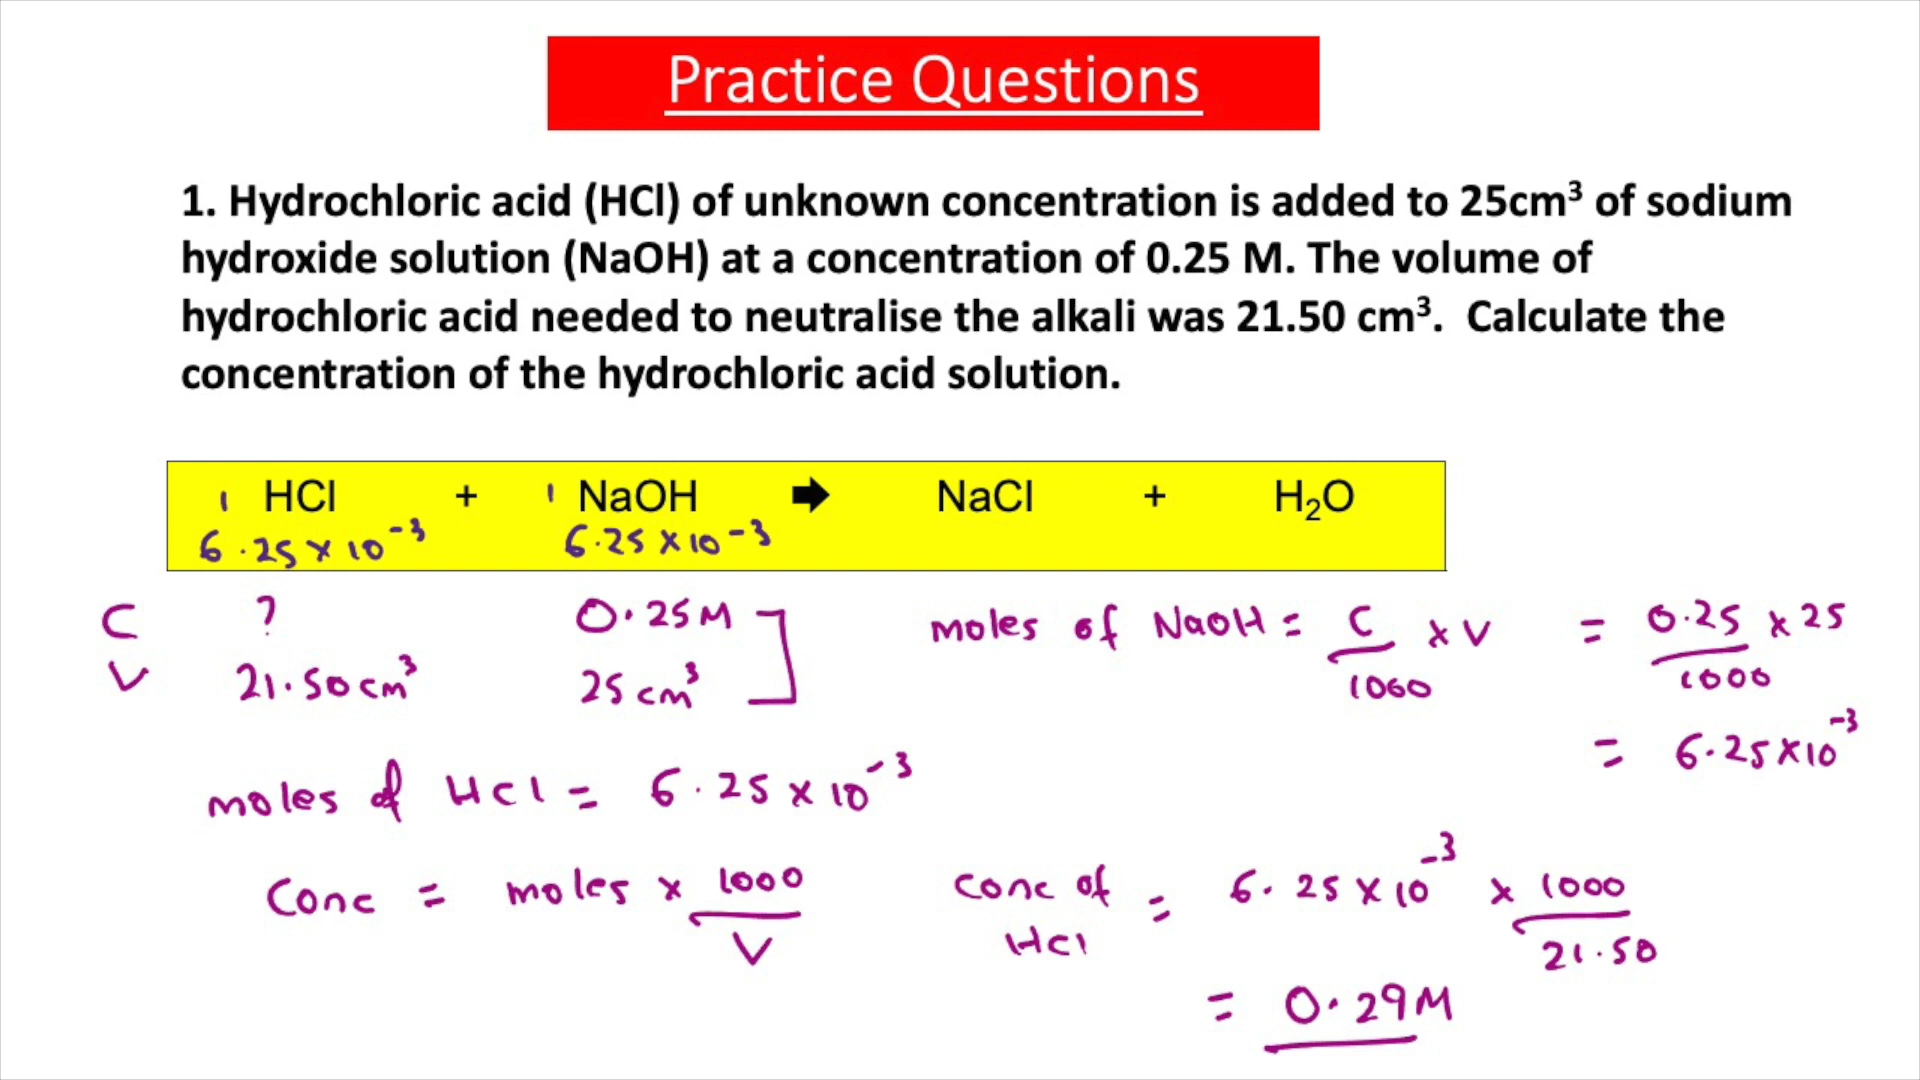 Practice Questions
1. Hydrochloric acid (HCl) of unknown concentration is added to 25cm³ of sodium
hydroxide solution (NaOH) at a concentration of 0.25 M. The volume of
hydrochloric acid needed to neutralise the alkali was 21.50 cm³. Calculate the
concentration of the hydrochloric acid solution.
1 HCl + 1 NaOH → NaCl + H₂O
6.25 x 10⁻³ 6.25 x 10⁻³
C ? 0.25M
V 21.50cm³ 25cm³
moles of NaOH = C/1000 x V = 0.25/1000 x 25
= 6.25x10⁻³
moles of HCl = 6.25 x 10⁻³
Conc = moles x 1000/V
Conc of HCl = 6.25 x 10⁻³ x 1000/21.50
= 0.29M